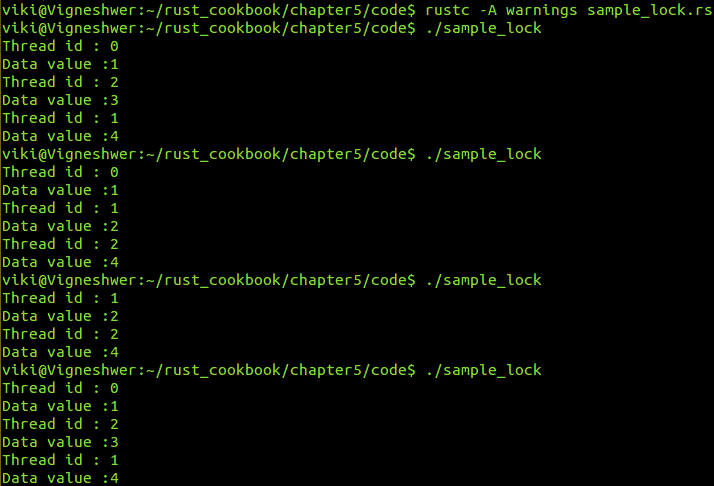 viki@Vigneshwer:~/rust_cookbook/chapter5/code$ rustc -A warnings sample_lock.rs
viki@Vigneshwer:~/rust_cookbook/chapter5/code$ ./sample_lock
Thread id : 0
Data value :1
Thread id : 2
Data value :3
Thread id : 1
Data value :4
viki@Vigneshwer:~/rust_cookbook/chapter5/code$ ./sample_lock
Thread id : 0
Data value :1
Thread id : 1
Data value :2
Thread id : 2
Data value :4
viki@Vigneshwer:~/rust_cookbook/chapter5/code$ ./sample_lock
Thread id : 1
Data value :2
Thread id : 2
Data value :4
viki@Vigneshwer:~/rust_cookbook/chapter5/code$ ./sample_lock
Thread id : 0
Data value :1
Thread id : 2
Data value :3
Thread id : 1
Data value :4